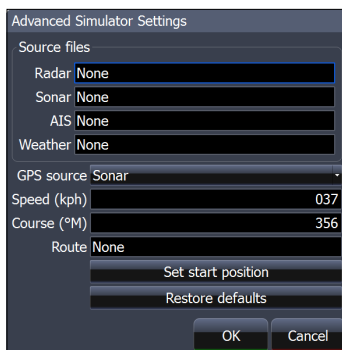 Advanced Simulator Settings
Source files
Radar None
Sonar None
AIS None
Weather None
GPS source Sonar
Speed (kph) 037
Course (°M) 356
Route None
Set start position
Restore defaults
OK Cancel